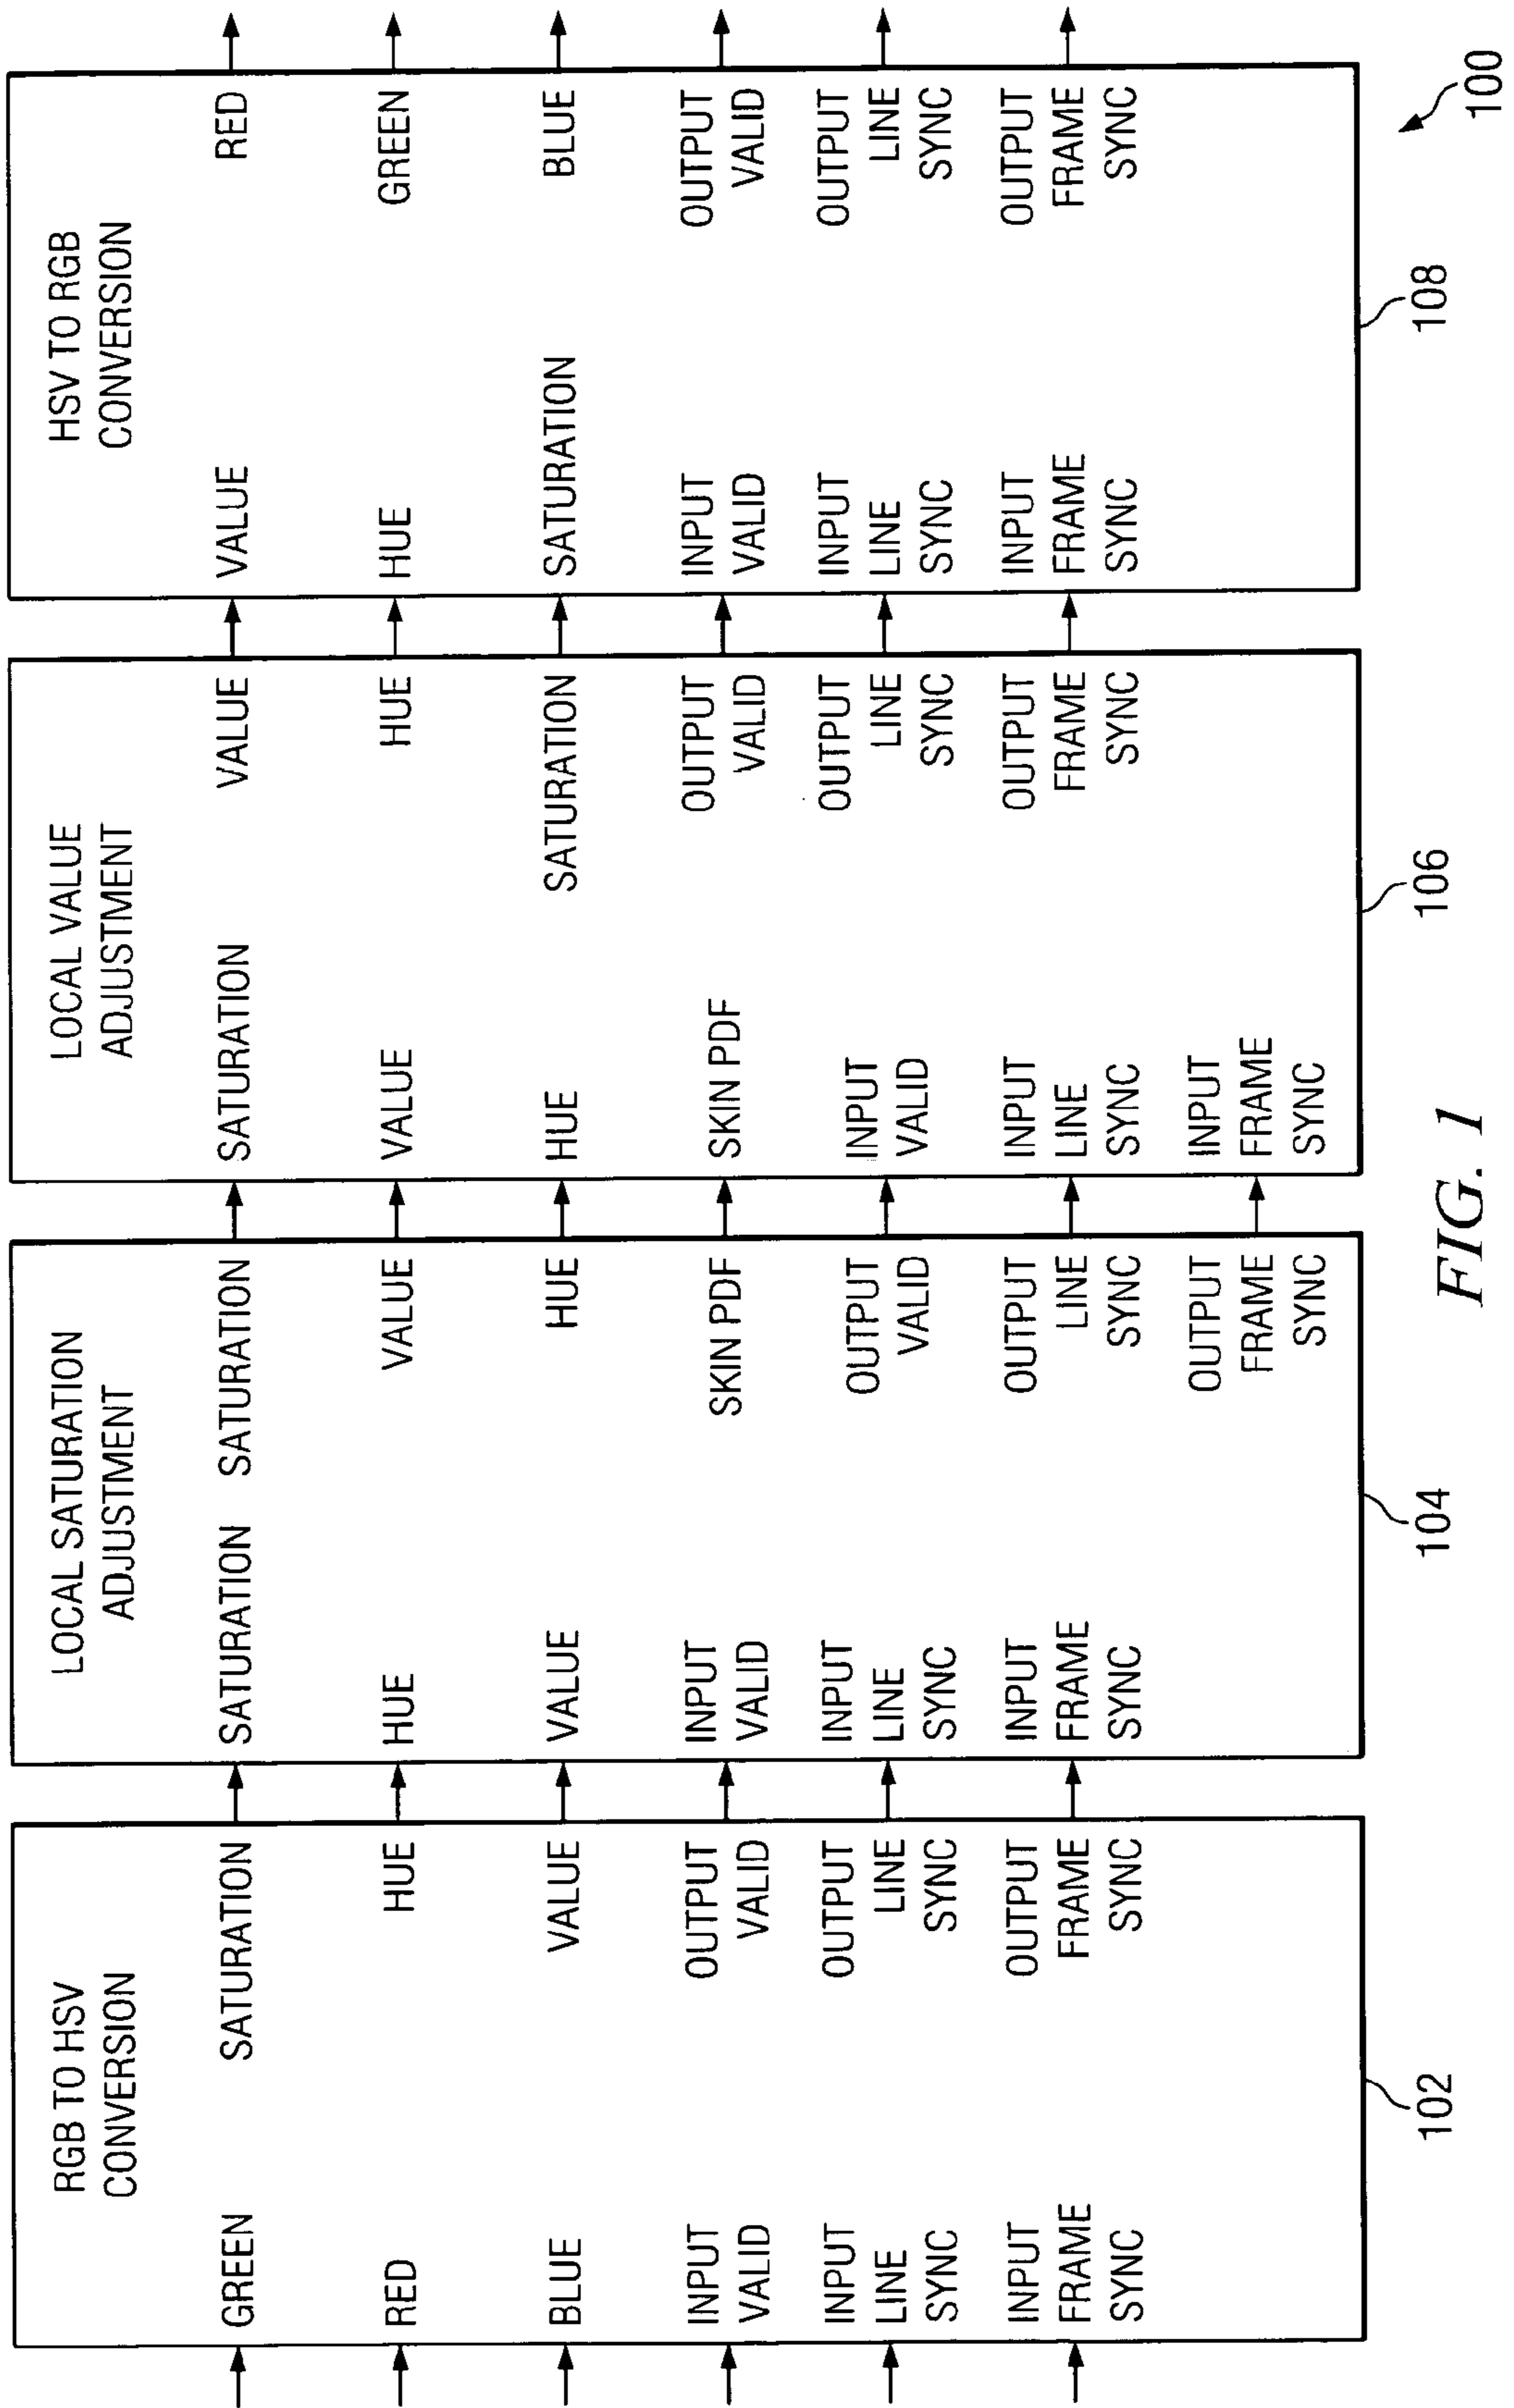 RGB TO HSV
CONVERSION
GREEN
SATURATION
RED
HUE
BLUE
VALUE
INPUT
VALID
OUTPUT
VALID
INPUT
LINE
SYNC
OUTPUT
LINE
SYNC
INPUT
FRAME
SYNC
OUTPUT
FRAME
SYNC
102
LOCAL SATURATION
ADJUSTMENT
SATURATION
SATURATION
HUE
VALUE
VALUE
HUE
INPUT
VALID
SKIN PDF
INPUT
LINE
SYNC
OUTPUT
VALID
INPUT
FRAME
SYNC
OUTPUT
LINE
SYNC
OUTPUT
FRAME
SYNC
104
LOCAL VALUE
ADJUSTMENT
SATURATION
VALUE
VALUE
HUE
HUE
SATURATION
SKIN PDF
OUTPUT
VALID
INPUT
VALID
OUTPUT
LINE
SYNC
INPUT
LINE
SYNC
OUTPUT
FRAME
SYNC
INPUT
FRAME
SYNC
106
HSV TO RGB
CONVERSION
VALUE
RED
HUE
GREEN
SATURATION
BLUE
INPUT
VALID
OUTPUT
VALID
INPUT
LINE
SYNC
OUTPUT
LINE
SYNC
INPUT
FRAME
SYNC
OUTPUT
FRAME
SYNC
108
100
FIG. 1